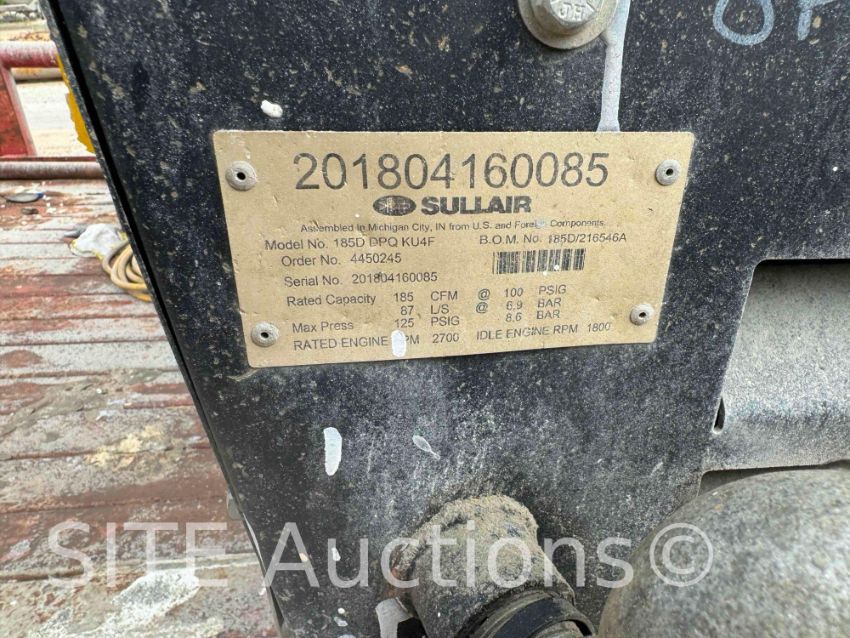 201804160085
SULLAIR
Assembled in Michigan City, IN from U.S. and Foreign Components
Model No. 185D DPQ KU4F B.O.M. No. 185D/216546A
Order No. 4450245
Serial No. 201804160085
Rated Capacity 185 CFM @ 100 PSIG
87 L/S @ 6.9 BAR
Max Press 125 PSIG 8.6 BAR
RATED ENGINE RPM 2700 IDLE ENGINE RPM 1800
SITE Auctions©